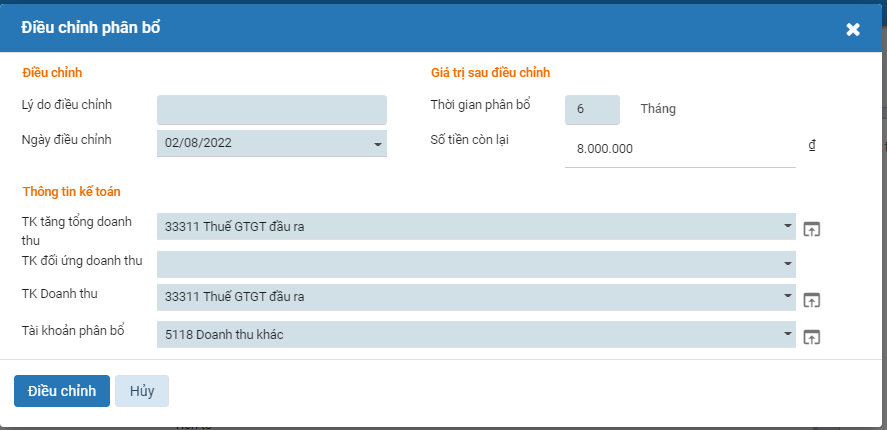 Điều chỉnh phân bổ
Điều chỉnh
Giá trị sau điều chỉnh
Lý do điều chỉnh
Thời gian phân bổ 6 Tháng
Ngày điều chỉnh 02/08/2022
Số tiền còn lại 8.000.000 ₫
Thông tin kế toán
TK tăng tổng doanh
thu
33311 Thuế GTGT đầu ra
TK đối ứng doanh thu
TK Doanh thu 33311 Thuế GTGT đầu ra
Tài khoản phân bổ 5118 Doanh thu khác
Điều chỉnh Hủy